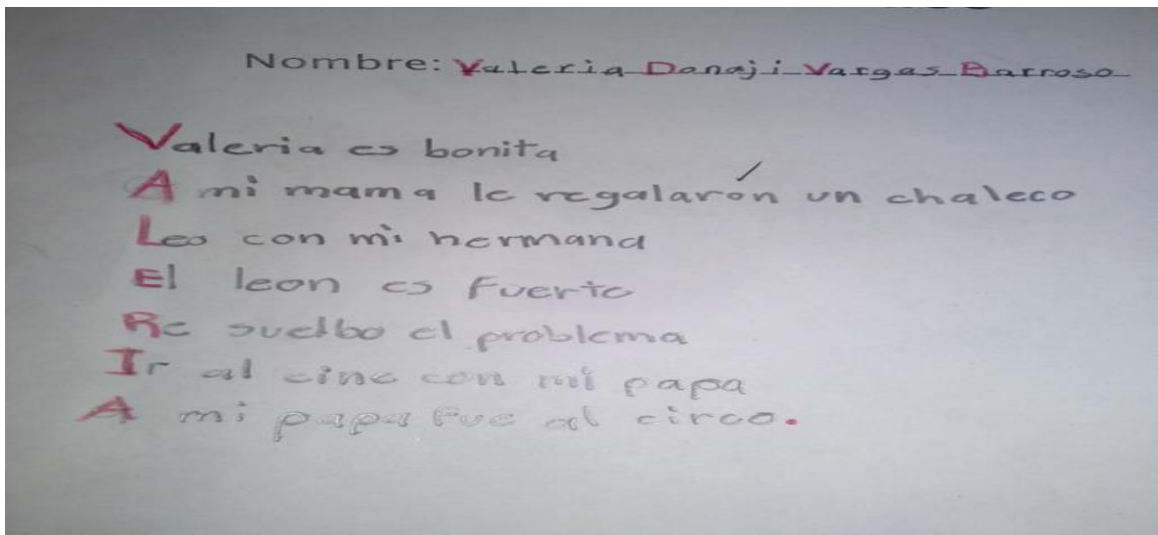 Nombre: Valeria Danaji Vargas Barroso
Valeria es bonita
A mi mama le regalarón un chaleco
Leo con mi hermana
El leon es fuerte
Re suelbo el problema
Ir al cine con mi papa
A mi papa fue al circo.